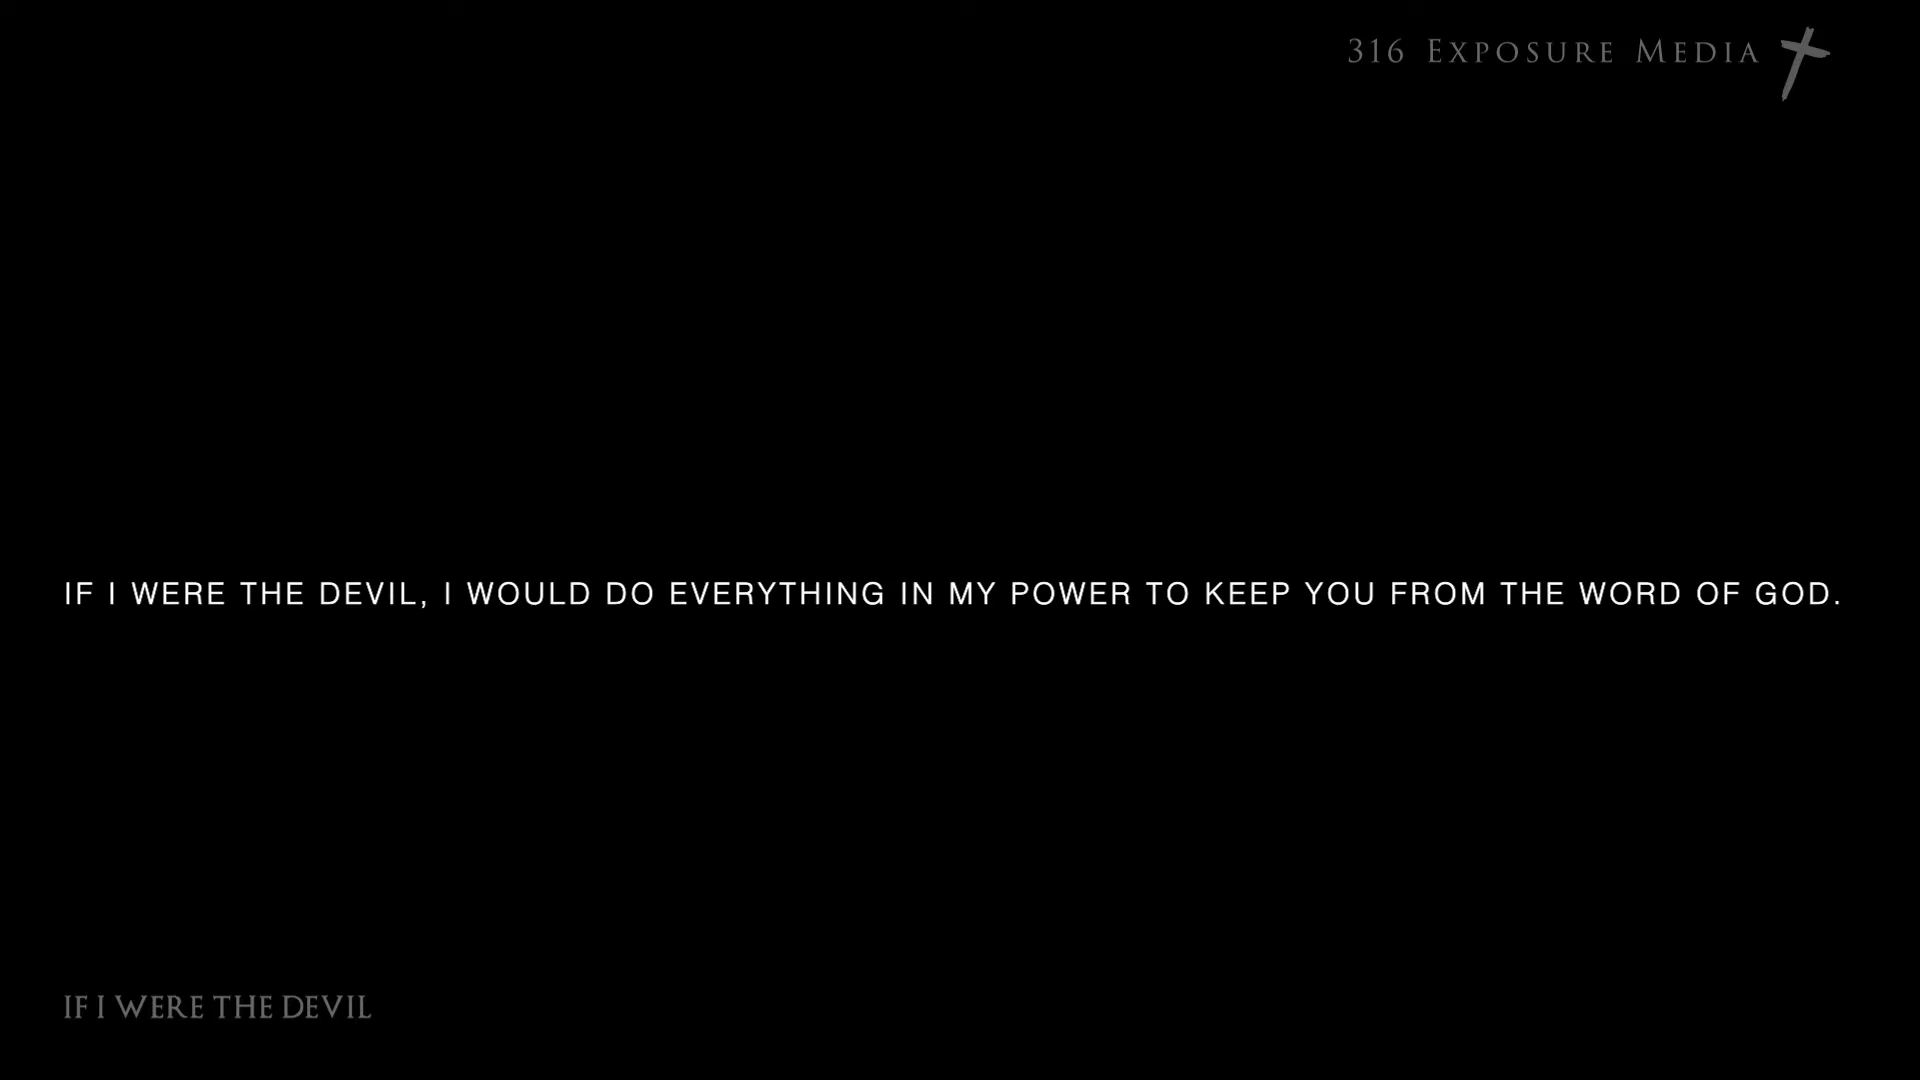 316 EXPOSURE MEDIA
IF I WERE THE DEVIL, I WOULD DO EVERYTHING IN MY POWER TO KEEP YOU FROM THE WORD OF GOD.
IF I WERE THE DEVIL